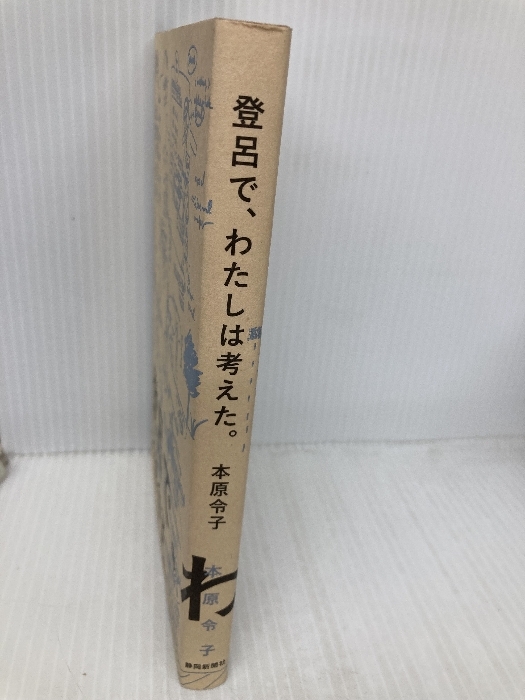 登呂で、わたしは考えた。
本原令子
わ
本原令子
静岡新聞社